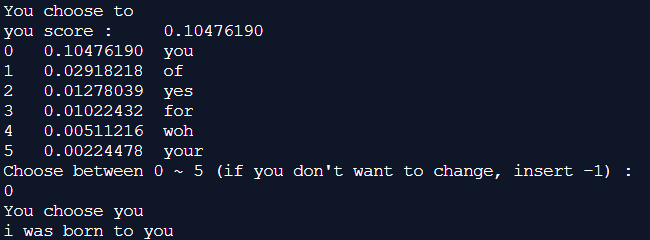 You choose to
you score :     0.10476190
0   0.10476190  you
1   0.02918218  of
2   0.01278039  yes
3   0.01022432  for
4   0.00511216  woh
5   0.00224478  your
Choose between 0 ~ 5 (if you don't want to change, insert -1) :
0
You choose you
i was born to you